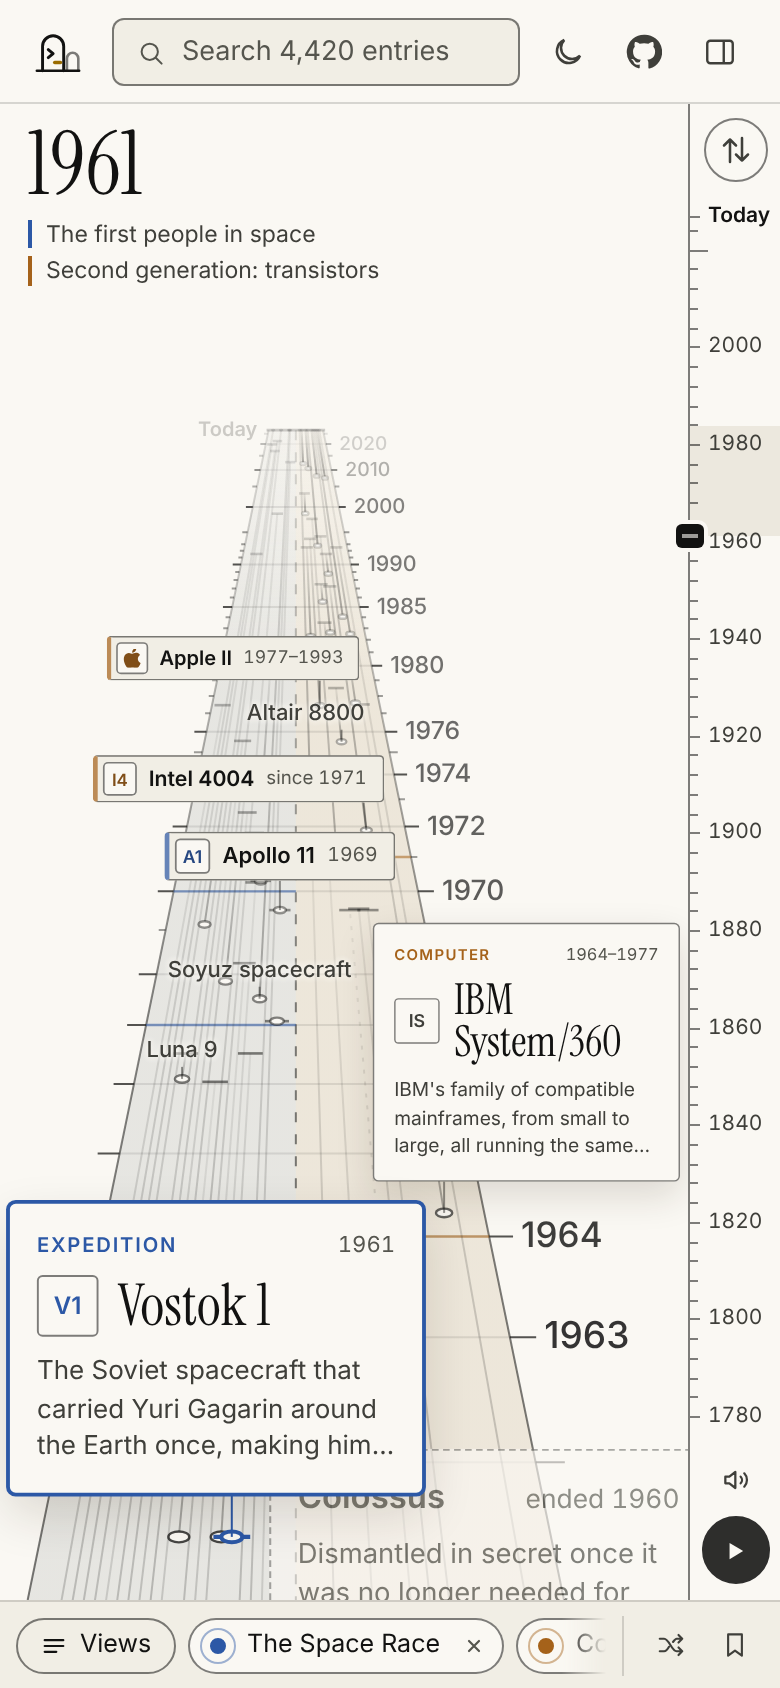 Search 4,420 entries
1961
The first people in space
Second generation: transistors
Today
2000
1980
1960
1940
1920
1900
1880
1860
1840
1820
1800
1780
Today
2020
2010
2000
1990
1985
Apple II 1977–1993
1980
Altair 8800
1976
I4 Intel 4004 since 1971
1974
1972
A1 Apollo 11 1969
1970
Soyuz spacecraft
Luna 9
COMPUTER 1964–1977
IS
IBM
System/360
IBM's family of compatible
mainframes, from small to
large, all running the same...
1964
1963
EXPEDITION 1961
V1 Vostok 1
The Soviet spacecraft that
carried Yuri Gagarin around
the Earth once, making him...
Colossus ended 1960
Dismantled in secret once it
was no longer needed for
Views
The Space Race